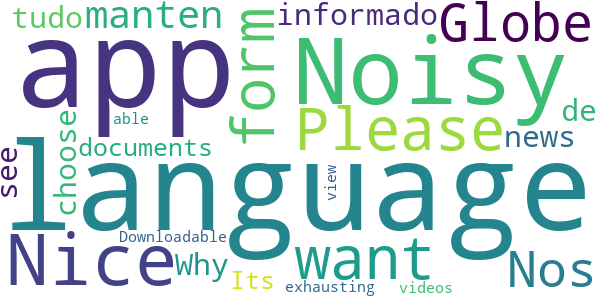 tudo
manten
informado
Globe
app
form
Noisy
Please
de
able
choose
documents
news
see
language
view
Nice
Downloadable
Why
want
Its
exhausting
videos
Nos